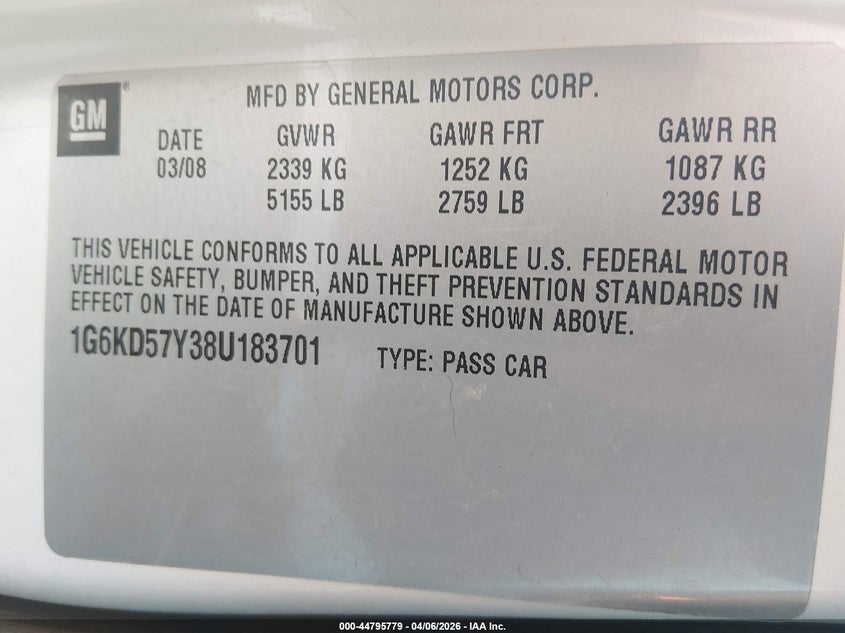 GM®
MFD BY GENERAL MOTORS CORP.
DATE GVWR GAWR FRT GAWR RR
03/08 2339 KG 1252 KG 1087 KG
5155 LB 2759 LB 2396 LB
THIS VEHICLE CONFORMS TO ALL APPLICABLE U.S. FEDERAL MOTOR
VEHICLE SAFETY, BUMPER, AND THEFT PREVENTION STANDARDS IN
EFFECT ON THE DATE OF MANUFACTURE SHOWN ABOVE.
1G6KD57Y38U183701 TYPE: PASS CAR
000-44795779 - 04/06/2026 - IAA Inc.